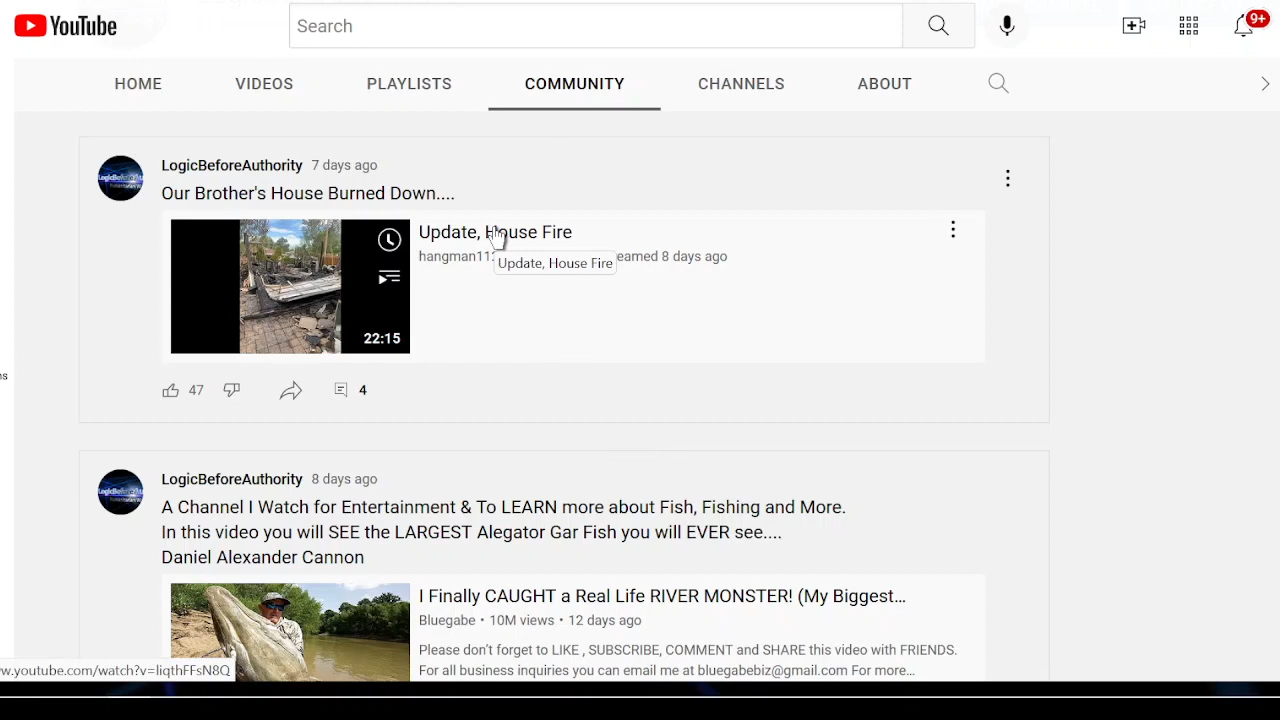 YouTube
Search
9+
HOME VIDEOS PLAYLISTS COMMUNITY CHANNELS ABOUT
LogicBeforeAuthority 7 days ago
Our Brother's House Burned Down....
Update, House Fire
hangman112 eamed 8 days ago
Update, House Fire
22:15
ns
47 4
LogicBeforeAuthority 8 days ago
A Channel I Watch for Entertainment & To LEARN more about Fish, Fishing and More.
In this video you will SEE the LARGEST Alegator Gar Fish you will EVER see....
Daniel Alexander Cannon
I Finally CAUGHT a Real Life RIVER MONSTER! (My Biggest...
Bluegabe • 10M views • 12 days ago
Please don't forget to LIKE , SUBSCRIBE, COMMENT and SHARE this video with FRIENDS.
For all business inquiries you can email me at bluegabebiz@gmail.com For more...